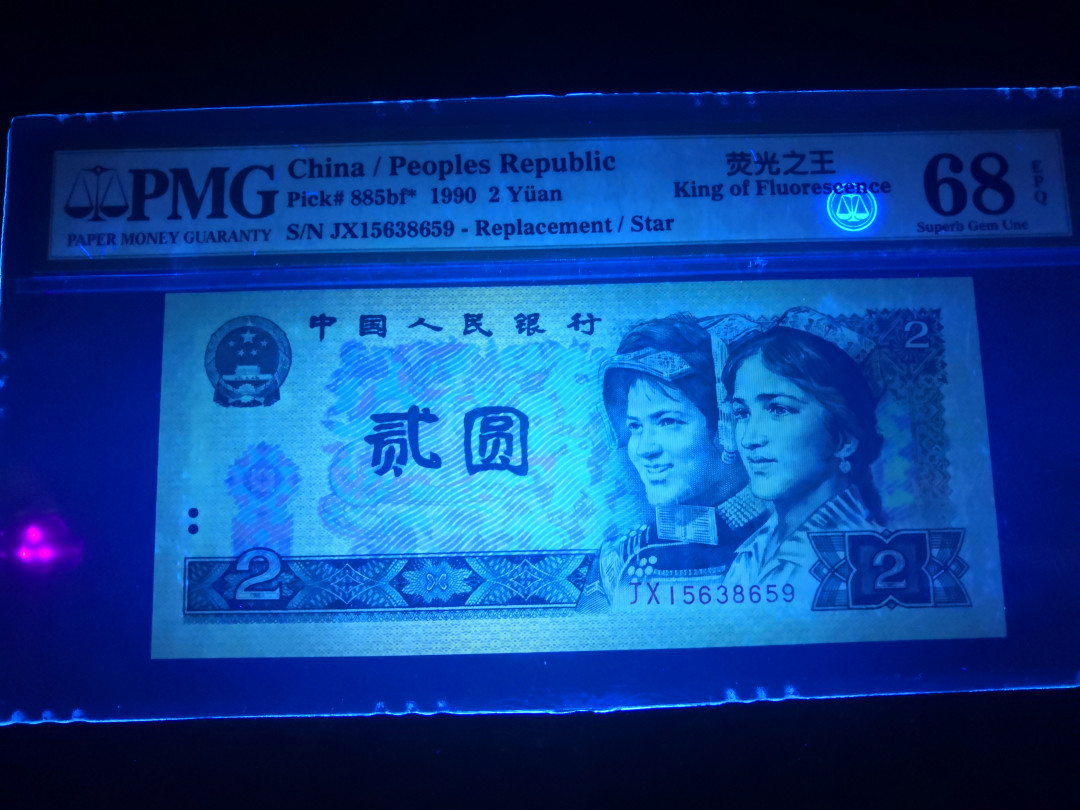 PMG
PAPER MONEY GUARANTY
China / Peoples Republic
Pick# 885bf* 1990 2 Yüan
S/N JX15638659 - Replacement / Star
荧光之王
King of Fluorescence
68
EPQ
Superb Gem Unc
中国人民银行
2
贰圆
2
JX15638659
2